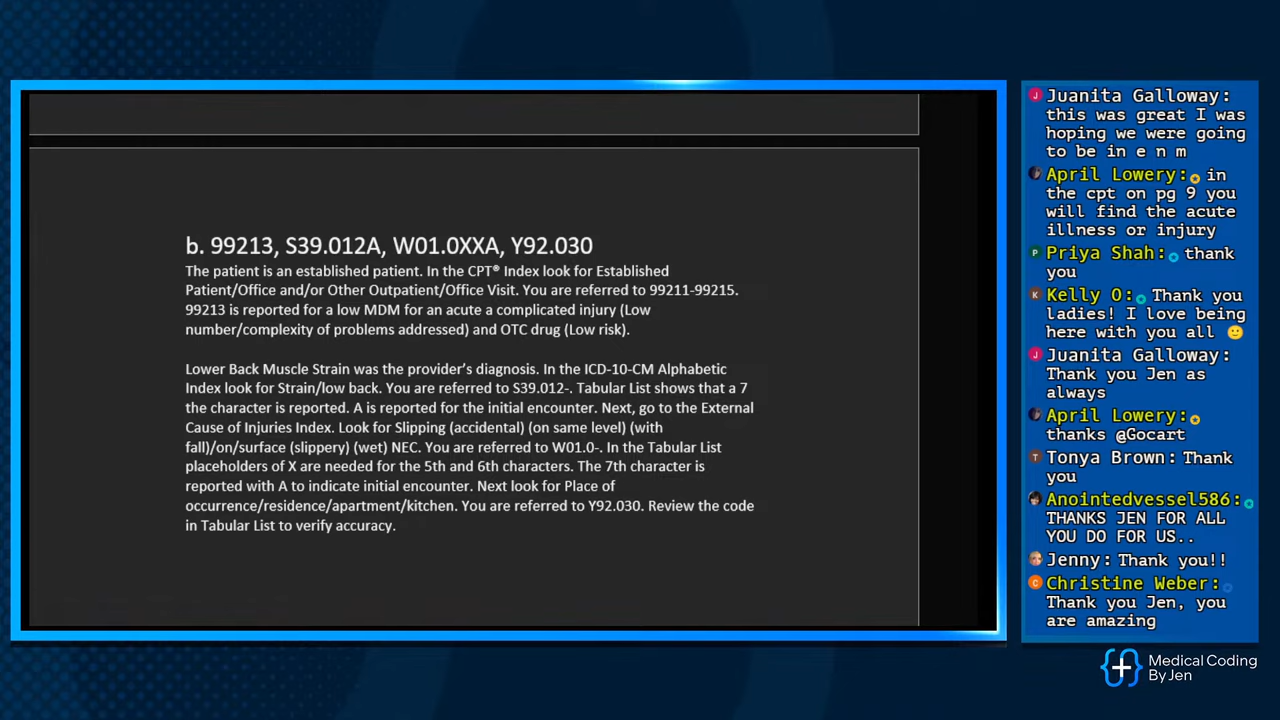 b. 99213, S39.012A, W01.0XXA, Y92.030
The patient is an established patient. In the CPT® Index look for Established
Patient/Office and/or Other Outpatient/Office Visit. You are referred to 99211-99215.
99213 is reported for a low MDM for an acute a complicated injury (Low
number/complexity of problems addressed) and OTC drug (Low risk).
Lower Back Muscle Strain was the provider's diagnosis. In the ICD-10-CM Alphabetic
Index look for Strain/low back. You are referred to S39.012-. Tabular List shows that a 7
the character is reported. A is reported for the initial encounter. Next, go to the External
Cause of Injuries Index. Look for Slipping (accidental) (on same level) (with
fall)/on/surface (slippery) (wet) NEC. You are referred to W01.0-. In the Tabular List
placeholders of X are needed for the 5th and 6th characters. The 7th character is
reported with A to indicate initial encounter. Next look for Place of
occurrence/residence/apartment/kitchen. You are referred to Y92.030. Review the code
in Tabular List to verify accuracy.
J Juanita Galloway:
this was great I was
hoping we were going
to be in e n m
April Lowery: in
the cpt on pg 9 you
will find the acute
illness or injury
P Priya Shah: thank
you
K Kelly O: Thank you
ladies! I love being
here with you all 🙂
J Juanita Galloway:
Thank you Jen as
always
April Lowery:
thanks @Gocart
T Tonya Brown: Thank
you
Anointedvessel586:
THANKS JEN FOR ALL
YOU DO FOR US..
Jenny: Thank you!!
C Christine Weber:
Thank you Jen, you
are amazing
Medical Coding
By Jen